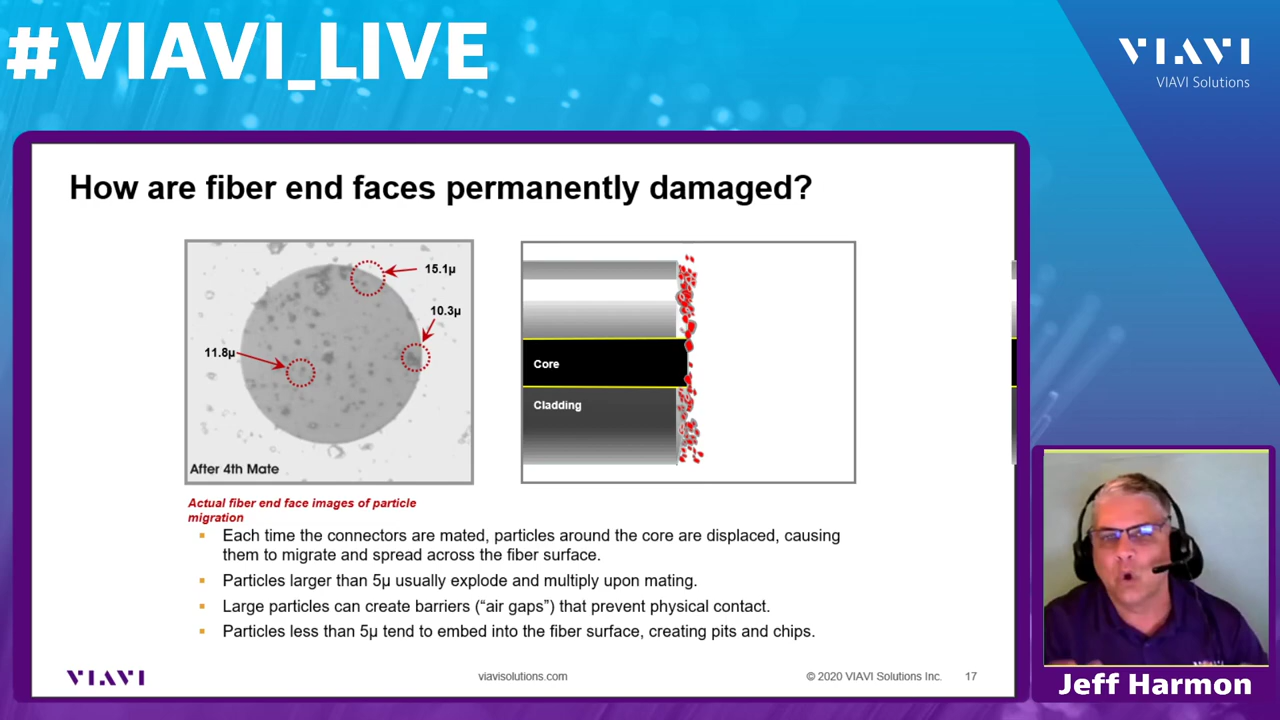 #VIAVI_LIVE
VIAVI
VIAVI Solutions
How are fiber end faces permanently damaged?
15.1µ
10.3µ
11.8µ
After 4th Mate
Core
Cladding
Actual fiber end face images of particle
migration
▪ Each time the connectors are mated, particles around the core are displaced, causing
them to migrate and spread across the fiber surface.
▪ Particles larger than 5µ usually explode and multiply upon mating.
▪ Large particles can create barriers (“air gaps”) that prevent physical contact.
▪ Particles less than 5µ tend to embed into the fiber surface, creating pits and chips.
VIAVI
viavisolutions.com
© 2020 VIAVI Solutions Inc.
17
Jeff Harmon